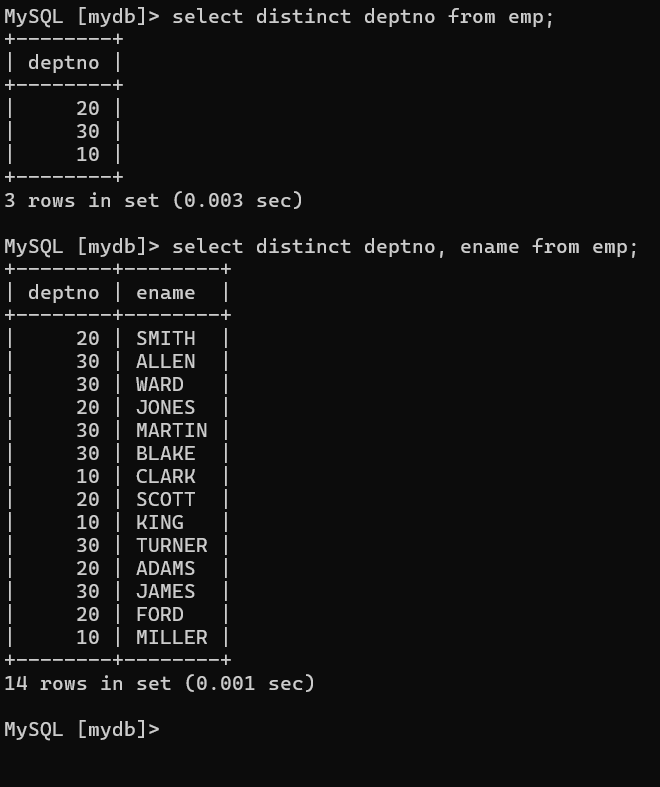 MySQL [mydb]> select distinct deptno from emp;
+--------+
| deptno |
+--------+
|     20 |
|     30 |
|     10 |
+--------+
3 rows in set (0.003 sec)

MySQL [mydb]> select distinct deptno, ename from emp;
+--------+--------+
| deptno | ename  |
+--------+--------+
|     20 | SMITH  |
|     30 | ALLEN  |
|     30 | WARD   |
|     20 | JONES  |
|     30 | MARTIN |
|     30 | BLAKE  |
|     10 | CLARK  |
|     20 | SCOTT  |
|     10 | KING   |
|     30 | TURNER |
|     20 | ADAMS  |
|     30 | JAMES  |
|     20 | FORD   |
|     10 | MILLER |
+--------+--------+
14 rows in set (0.001 sec)

MySQL [mydb]>